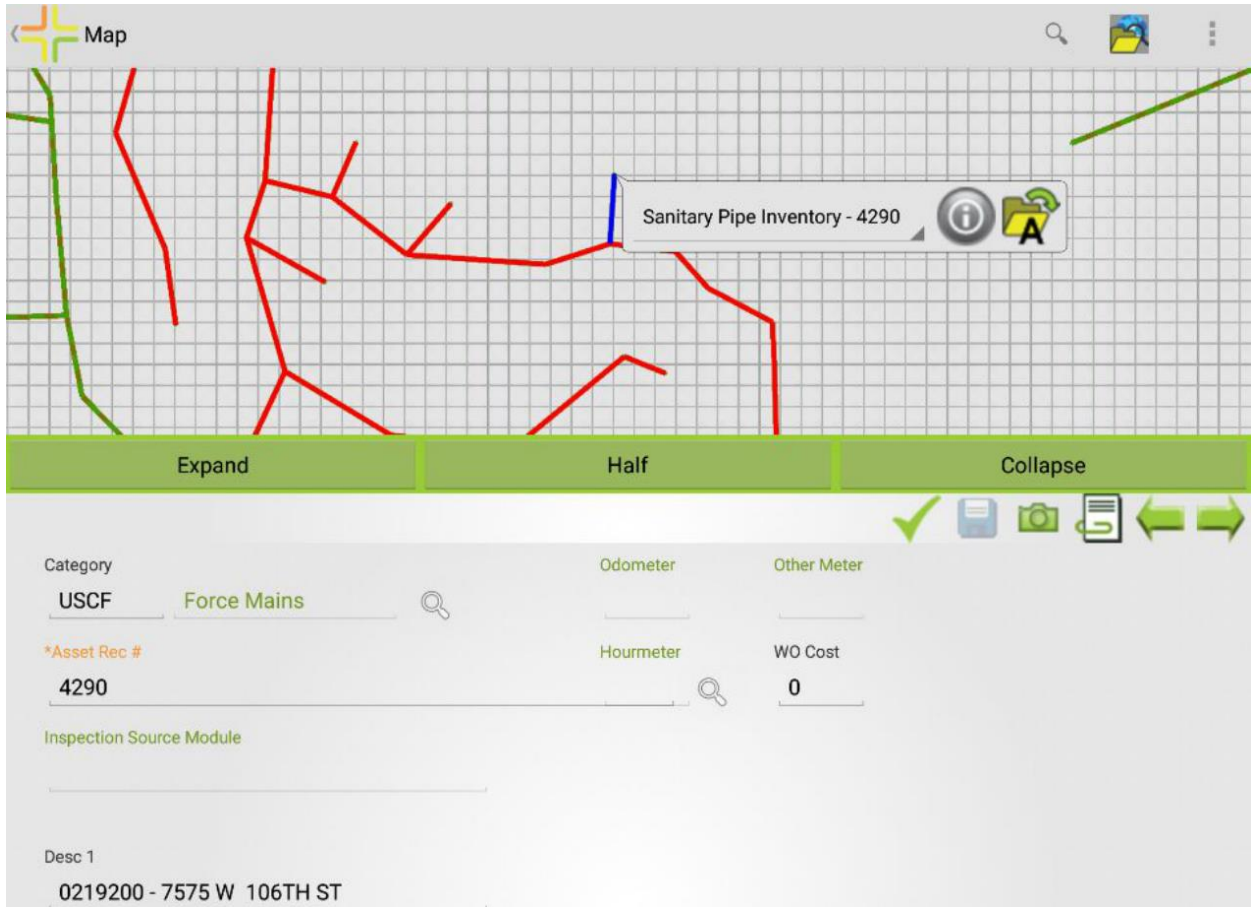 Map
Sanitary Pipe Inventory - 4290
A
Expand Half Collapse
Category Odometer Other Meter
USCF Force Mains
*Asset Rec # Hourmeter WO Cost
4290 0
Inspection Source Module
Desc 1
0219200 - 7575 W 106TH ST